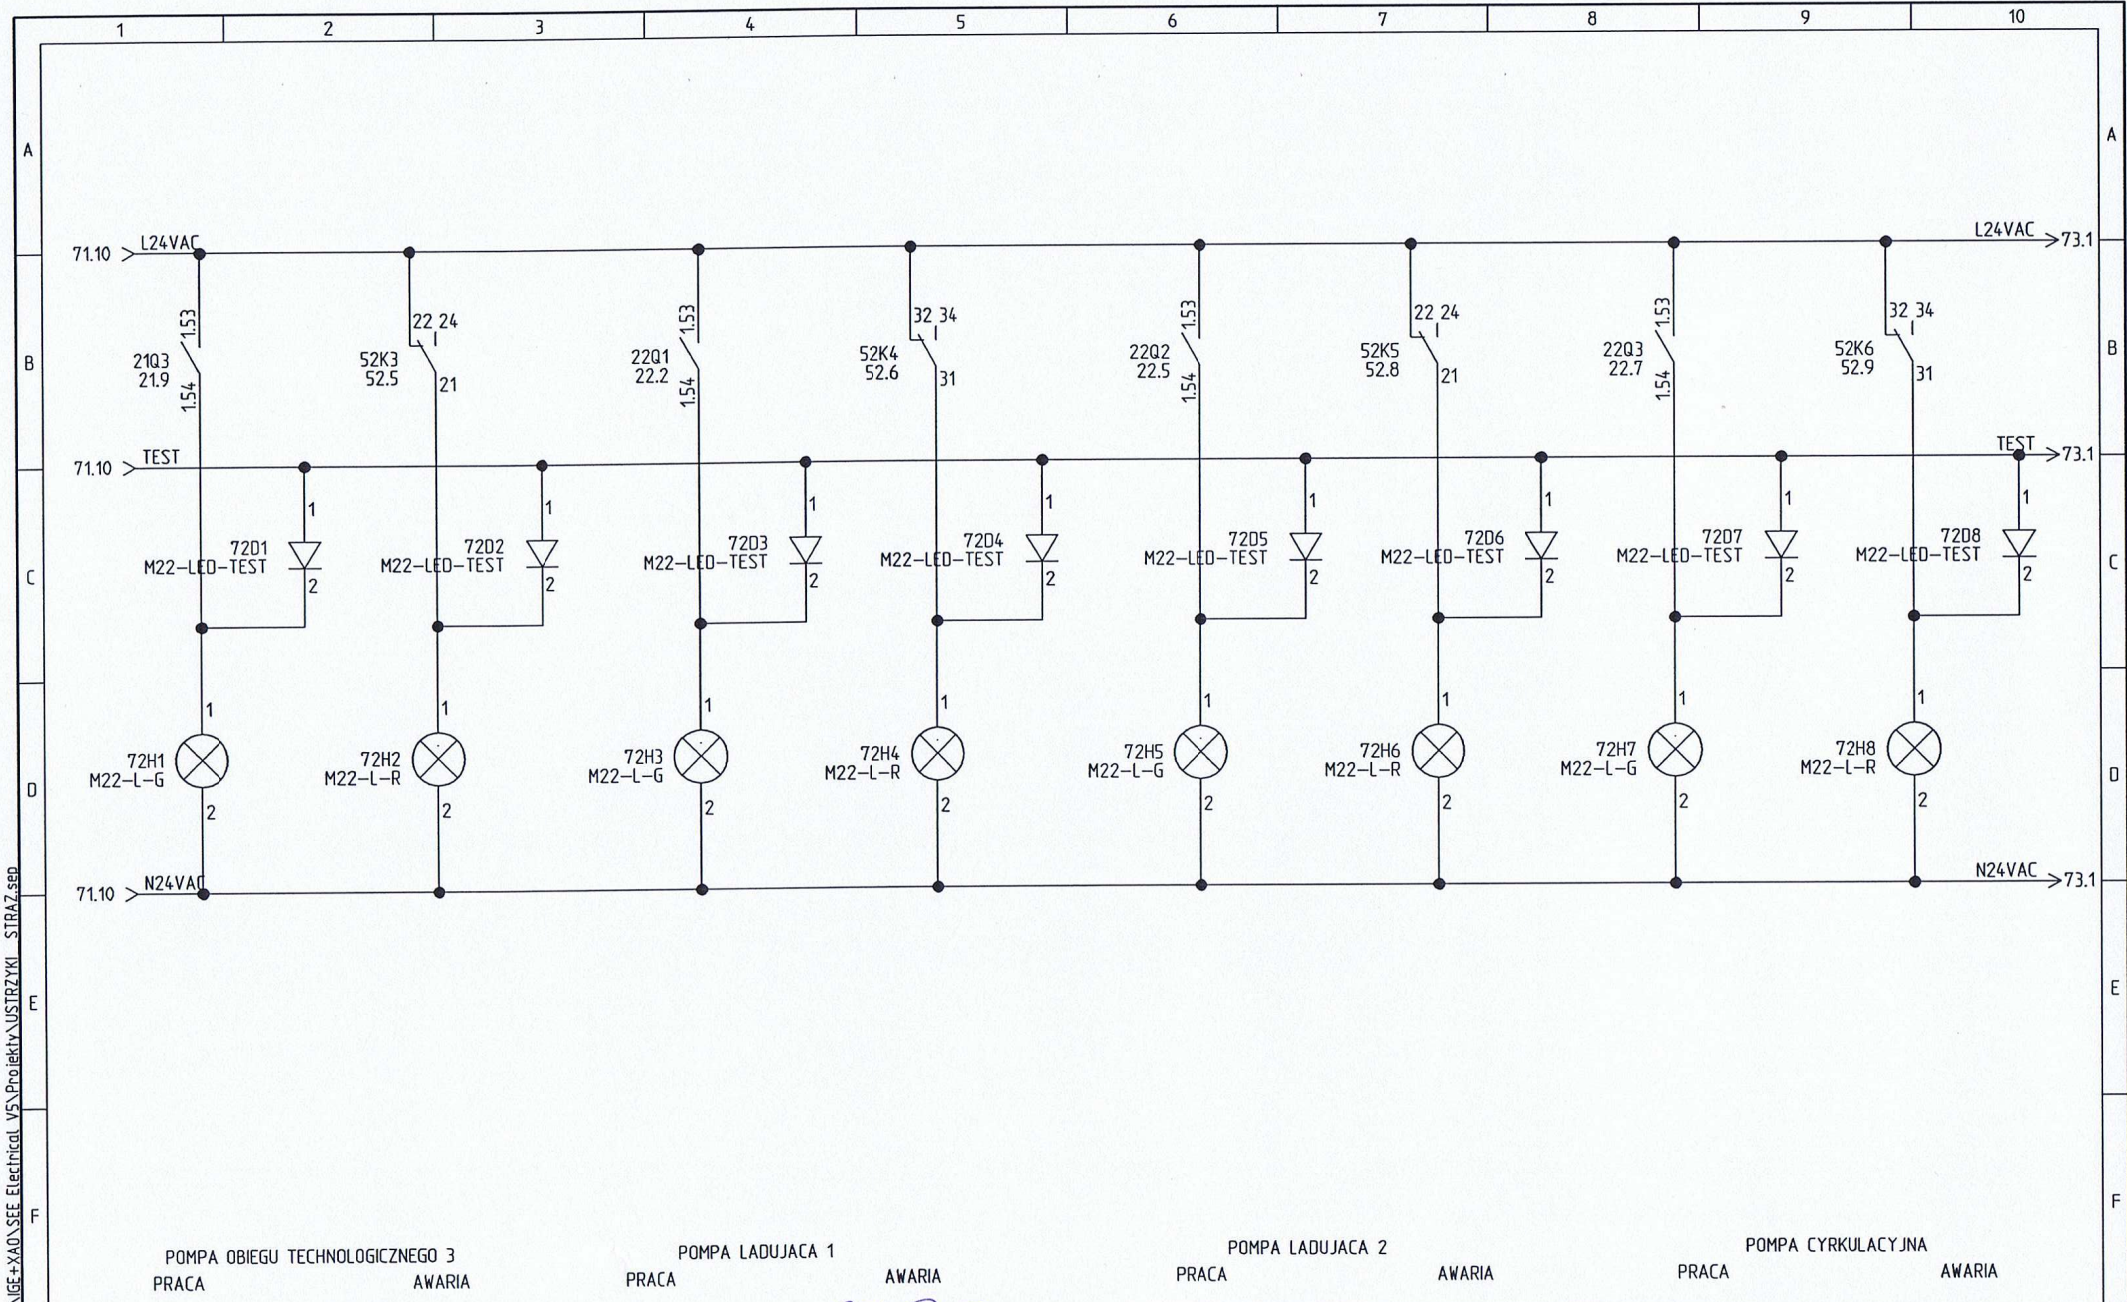 1 2 3 4 5 6 7 8 9 10
A A
71.10 L24VAC L24VAC 73.1
1.53 22 24 1.53 32 34 1.53 22 24 1.53 32 34
B 21Q3 52K3 22Q1 52K4 22Q2 52K5 22Q3 52K6 B
21.9 52.5 22.2 52.6 22.5 52.8 22.7 52.9
1.54 21 1.54 31 1.54 21 1.54 31
71.10 TEST TEST 73.1
1 1 1 1 1 1 1 1
72D1 72D2 72D3 72D4 72D5 72D6 72D7 72D8
M22-LED-TEST M22-LED-TEST M22-LED-TEST M22-LED-TEST M22-LED-TEST M22-LED-TEST M22-LED-TEST M22-LED-TEST
C 2 2 2 2 2 2 2 2 C
1 1 1 1 1 1 1 1
72H1 72H2 72H3 72H4 72H5 72H6 72H7 72H8
M22-L-G M22-L-R M22-L-G M22-L-R M22-L-G M22-L-R M22-L-G M22-L-R
D 2 2 2 2 2 2 2 2 D
71.10 N24VAC N24VAC 73.1
E E
F F
POMPA OBIEGU TECHNOLOGICZNEGO 3 POMPA LADUJACA 1 POMPA LADUJACA 2 POMPA CYRKULACYJNA
PRACA AWARIA PRACA AWARIA PRACA AWARIA PRACA AWARIA
\IGE+XAO\SEE Electrical V5\Projekty\USTRZYKI STRAZ.sep